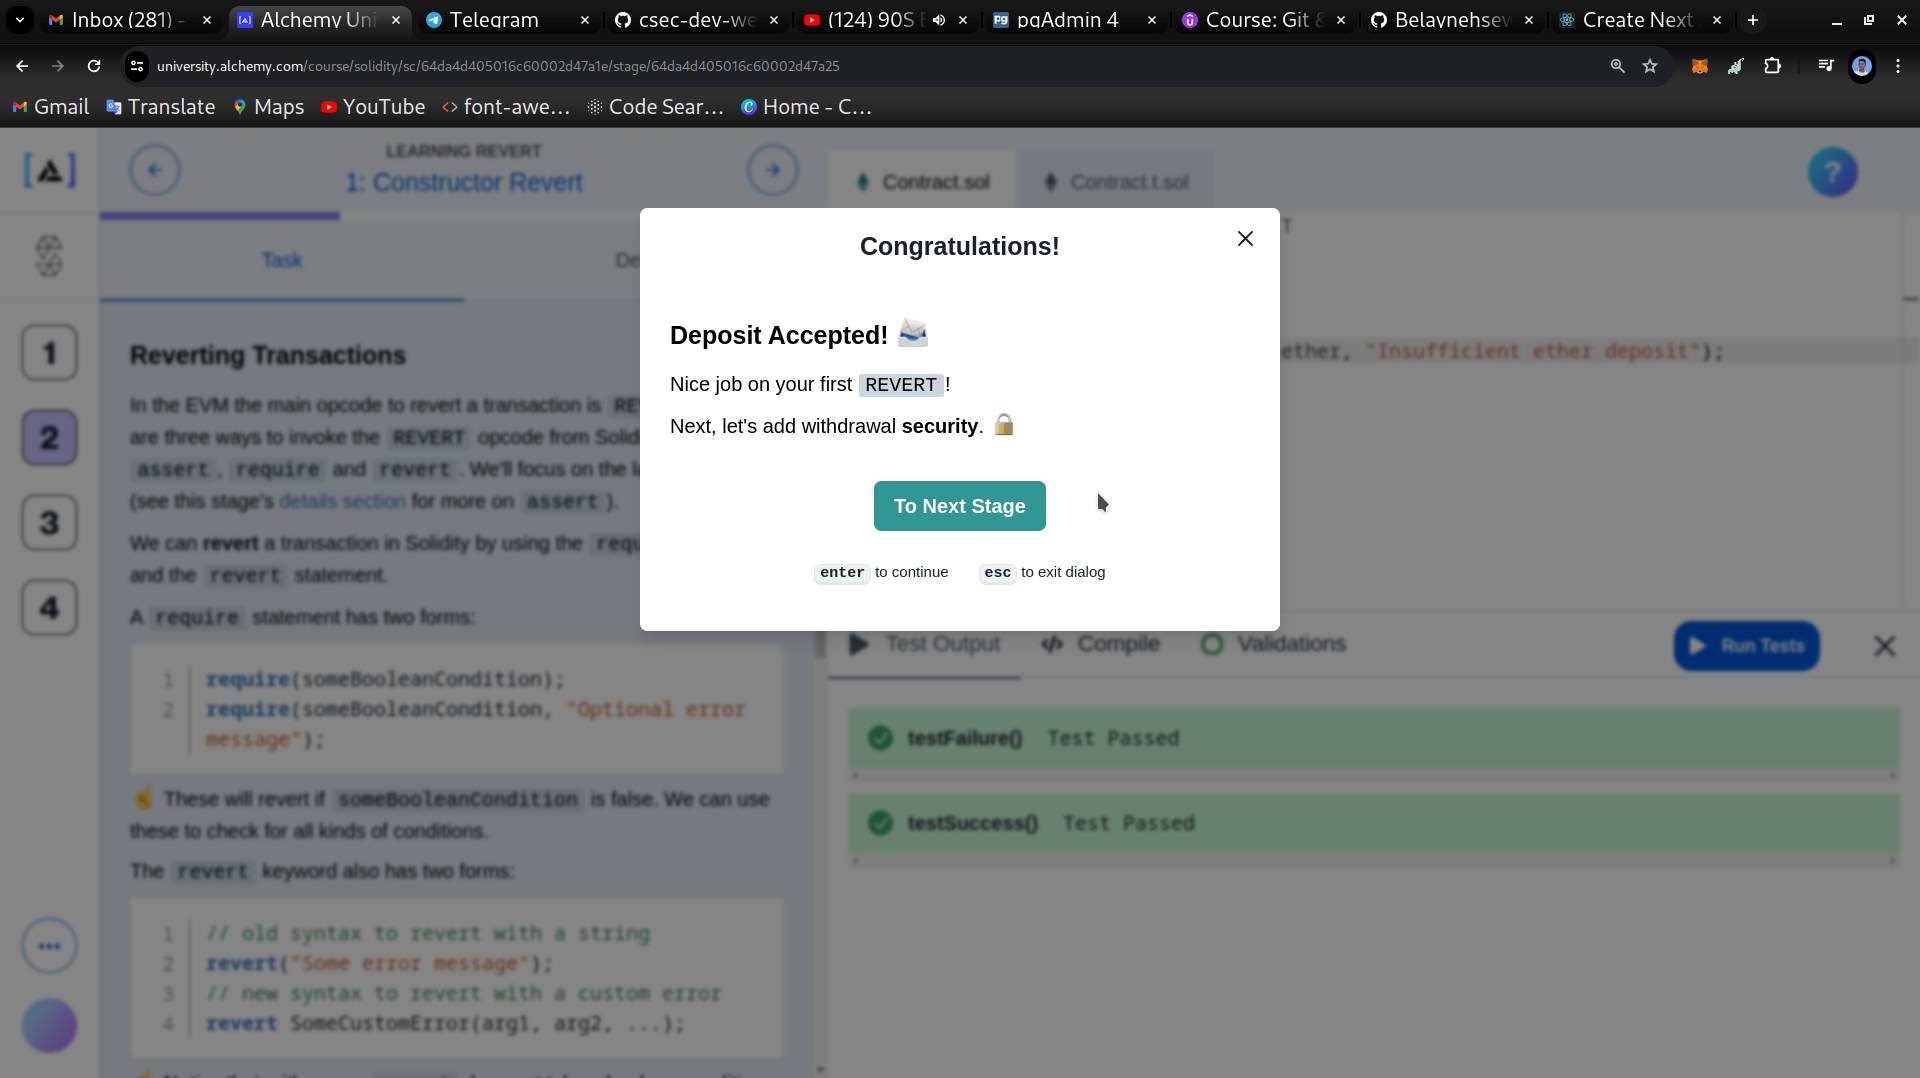 Inbox (281) -
Alchemy Uni
Telegram
csec-dev-we
(124) 90S
pgAdmin 4
Course: Git &
Belaynehsew
Create Next
university.alchemy.com/course/solidity/sc/64da4d405016c60002d47a1e/stage/64da4d405016c60002d47a25
Gmail
Translate
Maps
YouTube
font-awe...
Code Sear...
Home - C...
LEARNING REVERT
1: Constructor Revert
Contract.sol
Contract.t.sol
?
Task
De
1
2
3
4
Reverting Transactions
In the EVM the main opcode to revert a transaction is RE
are three ways to invoke the REVERT opcode from Solidi
assert, require and revert. We'll focus on the la
(see this stage's details section for more on assert).
We can revert a transaction in Solidity by using the requ
and the revert statement.
A require statement has two forms:
1 require(someBooleanCondition);
2 require(someBooleanCondition, "Optional error
message");
☝ These will revert if someBooleanCondition is false. We can use
these to check for all kinds of conditions.
The revert keyword also has two forms:
1 // old syntax to revert with a string
2 revert("Some error message");
3 // new syntax to revert with a custom error
4 revert SomeCustomError(arg1, arg2, ...);
Congratulations!
Deposit Accepted!
Nice job on your first REVERT!
Next, let's add withdrawal security.
To Next Stage
enter to continue esc to exit dialog
T
ether, "Insufficient ether deposit");
Test Output
Compile
Validations
Run Tests
testFailure() Test Passed
testSuccess() Test Passed